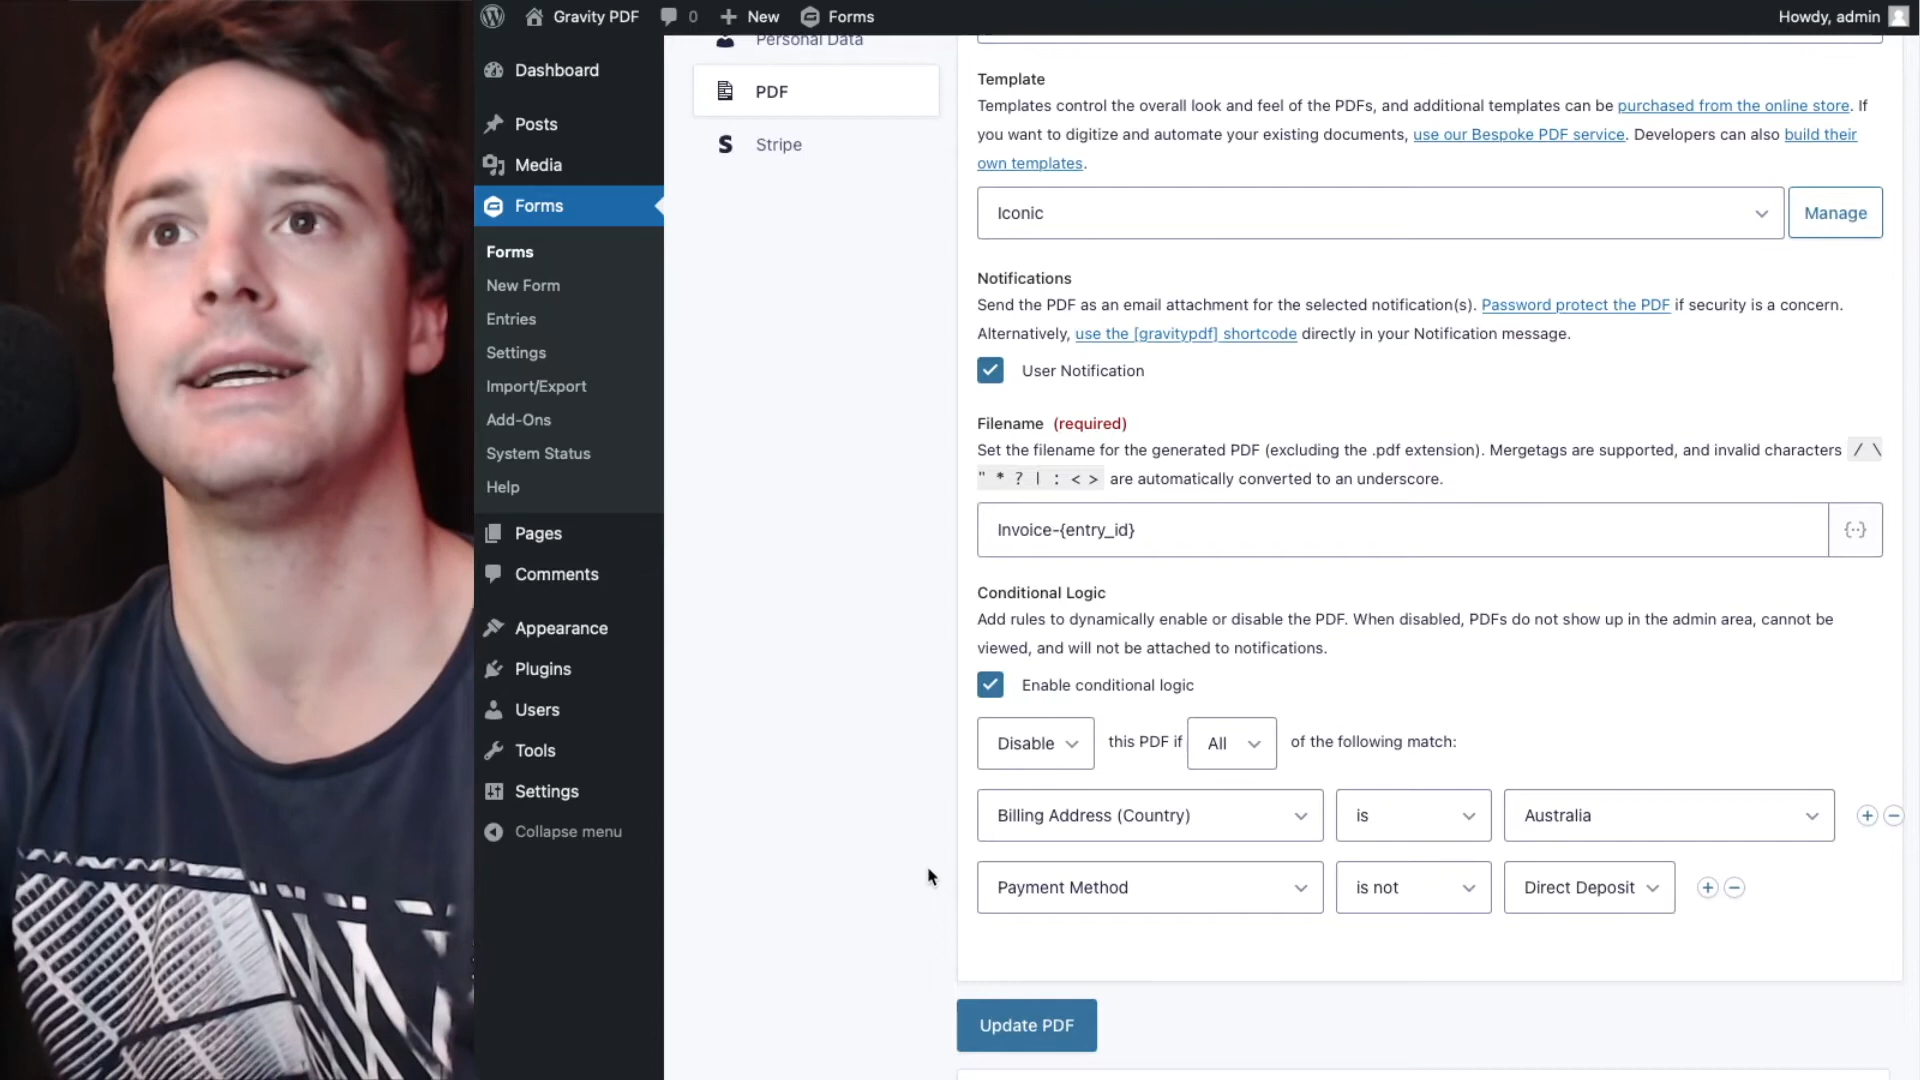 Gravity PDF
0
New
Forms
Howdy, admin
Dashboard
Posts
Media
Forms
Forms
New Form
Entries
Settings
Import/Export
Add-Ons
System Status
Help
Pages
Comments
Appearance
Plugins
Users
Tools
Settings
Collapse menu
Personal Data
PDF
Stripe
Template
Templates control the overall look and feel of the PDFs, and additional templates can be purchased from the online store. If
you want to digitize and automate your existing documents, use our Bespoke PDF service. Developers can also build their
own templates.
Iconic
Manage
Notifications
Send the PDF as an email attachment for the selected notification(s). Password protect the PDF if security is a concern.
Alternatively, use the [gravitypdf] shortcode directly in your Notification message.
User Notification
Filename (required)
Set the filename for the generated PDF (excluding the .pdf extension). Mergetags are supported, and invalid characters / \
" * ? | : < > are automatically converted to an underscore.
Invoice-{entry_id}
Conditional Logic
Add rules to dynamically enable or disable the PDF. When disabled, PDFs do not show up in the admin area, cannot be
viewed, and will not be attached to notifications.
Enable conditional logic
Disable this PDF if All of the following match:
Billing Address (Country) is Australia
Payment Method is not Direct Deposit
Update PDF